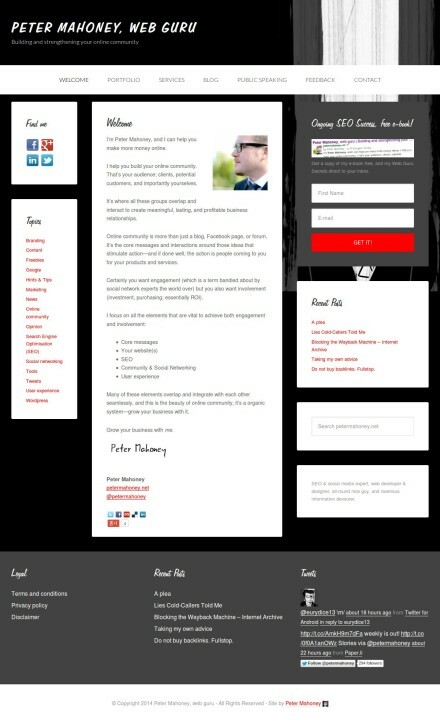 PETER MAHONEY, WEB GURU
Building and strengthening your online community
WELCOME PORTFOLIO SERVICES BLOG PUBLIC SPEAKING FEEDBACK CONTACT
Find me
Topics
Branding
Content
Freebies
Google
Hints & Tips
Marketing
News
Online
community
Opinion
Search Engine
Optimisation
(SEO)
Social networking
Tools
Tweets
User experience
Wordpress
Welcome
I'm Peter Mahoney, and I can help you
make more money online.
I help you build your online community.
That's your audience; clients, potential
customers, and importantly, yourselves.
It's where all these groups overlap and
interact to create meaningful, lasting, and profitable business
relationships.
Online community is more than just a blog, Facebook page, or forum,
it's the core messages and interactions around those ideas that
stimulate action—and if done well, the action is people coming to you
for your products and services.
Certainly you want engagement (which is a term bandied about by
social network experts the world over) but you also want involvement
(investment, purchasing; essentially ROI).
I focus on all the elements that are vital to achieve both engagement
and involvement:
Core messages
Your website(s)
SEO
Community & Social Networking
User experience
Many of these elements overlap and integrate with each other
seamlessly, and this is the beauty of online community, it's a organic
system—grow your business with it.
Grow your business with me.
Peter Mahoney
Peter Mahoney
petermahoney.net
@petermahoney
Ongoing SEO Success, free e-book!
Get a copy of my e-book free, and my Web Guru
Secrets direct to your inbox.
First Name
E-mail
GET IT!
Recent Posts
A plea
Lies Cold-Callers Told Me
Blocking the Wayback Machine – Internet
Archive
Taking my own advice
Do not buy backlinks. Fullstop.
Search petermahoney.net
SEO & social media expert, web developer &
designer, all-round nice guy, and ravenous
information devourer.
Legal
Terms and conditions
Privacy policy
Disclaimer
Recent Posts
A plea
Lies Cold-Callers Told Me
Blocking the Wayback Machine – Internet Archive
Taking my own advice
Do not buy backlinks. Fullstop.
Tweets
@eurydice13 \m/ about 18 hours ago from Twitter for
Android in reply to eurydice13
weekly is out! http://t.co
Stories via @petermahoney about
22 hours ago from Paper.li
Follow @petermahoney 294 followers
© Copyright 2014 Peter Mahoney, web guru - All Rights Reserved - Site by Peter Mahoney